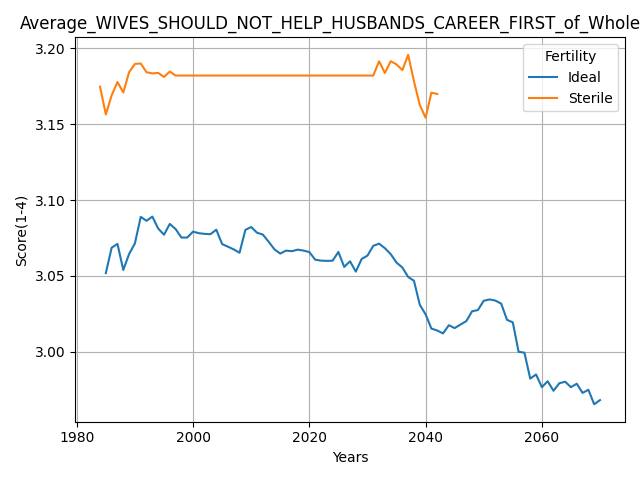 Average_WIVES_SHOULD_NOT_HELP_HUSBANDS_CAREER_FIRST_of_Whole
Fertility
Ideal
Sterile
3.20
3.15
3.10
3.05
3.00
Score(1-4)
1980
2000
2020
2040
2060
Years